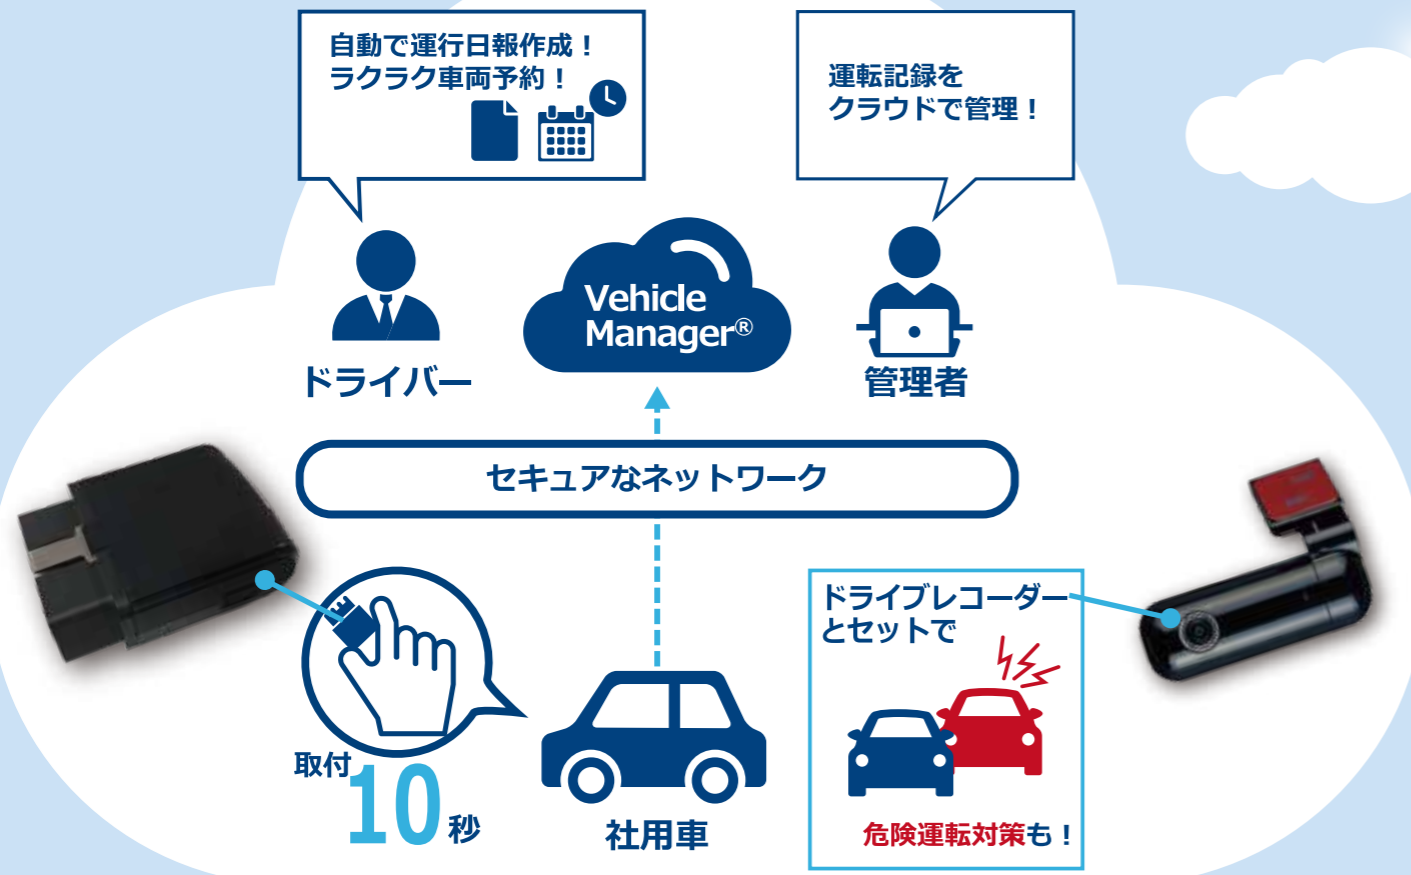 自動で運行日報作成！
ラクラク車両予約！
運転記録を
クラウドで管理！
Vehicle
Manager®
ドライバー
管理者
セキュアなネットワーク
ドライブレコーダー
とセットで
取付10秒
社用車
危険運転対策も！